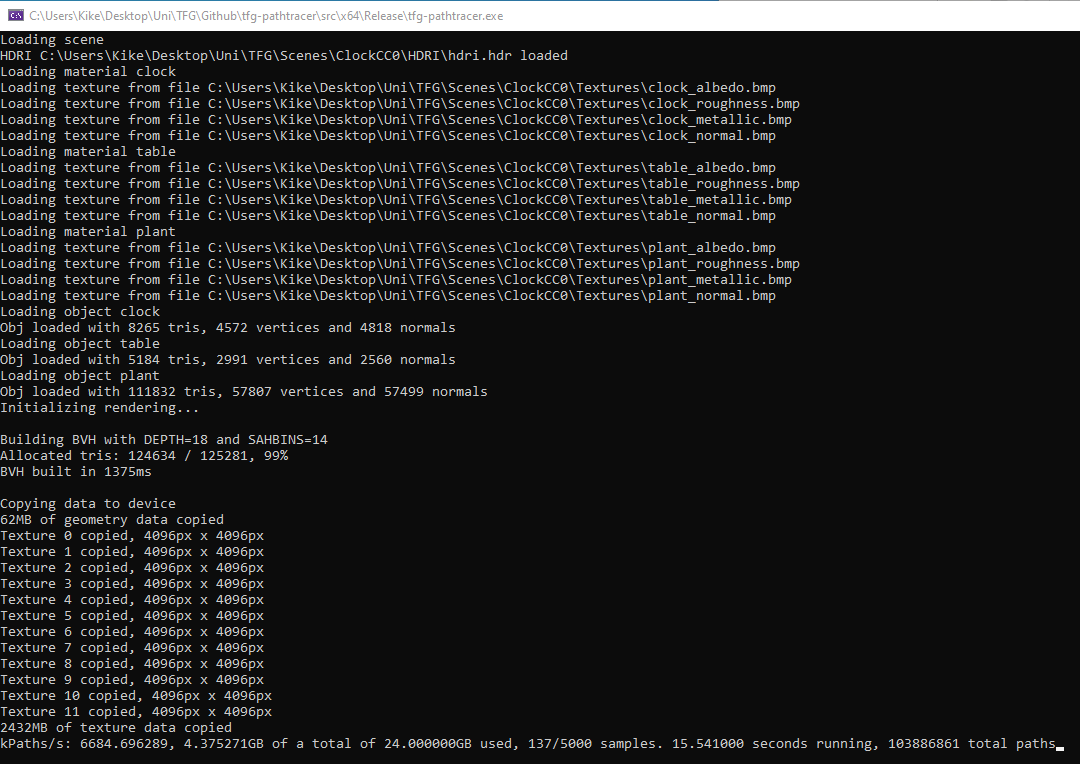 C:\Users\Kike\Desktop\Uni\TFG\Github\tfg-pathtracer\src\x64\Release\tfg-pathtracer.exe
Loading scene
HDRI C:\Users\Kike\Desktop\Uni\TFG\Scenes\ClockCC0\HDRI\hdri.hdr loaded
Loading material clock
Loading texture from file C:\Users\Kike\Desktop\Uni\TFG\Scenes\ClockCC0\Textures\clock_albedo.bmp
Loading texture from file C:\Users\Kike\Desktop\Uni\TFG\Scenes\ClockCC0\Textures\clock_roughness.bmp
Loading texture from file C:\Users\Kike\Desktop\Uni\TFG\Scenes\ClockCC0\Textures\clock_metallic.bmp
Loading texture from file C:\Users\Kike\Desktop\Uni\TFG\Scenes\ClockCC0\Textures\clock_normal.bmp
Loading material table
Loading texture from file C:\Users\Kike\Desktop\Uni\TFG\Scenes\ClockCC0\Textures\table_albedo.bmp
Loading texture from file C:\Users\Kike\Desktop\Uni\TFG\Scenes\ClockCC0\Textures\table_roughness.bmp
Loading texture from file C:\Users\Kike\Desktop\Uni\TFG\Scenes\ClockCC0\Textures\table_metallic.bmp
Loading texture from file C:\Users\Kike\Desktop\Uni\TFG\Scenes\ClockCC0\Textures\table_normal.bmp
Loading material plant
Loading texture from file C:\Users\Kike\Desktop\Uni\TFG\Scenes\ClockCC0\Textures\plant_albedo.bmp
Loading texture from file C:\Users\Kike\Desktop\Uni\TFG\Scenes\ClockCC0\Textures\plant_roughness.bmp
Loading texture from file C:\Users\Kike\Desktop\Uni\TFG\Scenes\ClockCC0\Textures\plant_metallic.bmp
Loading texture from file C:\Users\Kike\Desktop\Uni\TFG\Scenes\ClockCC0\Textures\plant_normal.bmp
Loading object clock
Obj loaded with 8265 tris, 4572 vertices and 4818 normals
Loading object table
Obj loaded with 5184 tris, 2991 vertices and 2560 normals
Loading object plant
Obj loaded with 111832 tris, 57807 vertices and 57499 normals
Initializing rendering...
Building BVH with DEPTH=18 and SAHBINS=14
Allocated tris: 124634 / 125281, 99%
BVH built in 1375ms
Copying data to device
62MB of geometry data copied
Texture 0 copied, 4096px x 4096px
Texture 1 copied, 4096px x 4096px
Texture 2 copied, 4096px x 4096px
Texture 3 copied, 4096px x 4096px
Texture 4 copied, 4096px x 4096px
Texture 5 copied, 4096px x 4096px
Texture 6 copied, 4096px x 4096px
Texture 7 copied, 4096px x 4096px
Texture 8 copied, 4096px x 4096px
Texture 9 copied, 4096px x 4096px
Texture 10 copied, 4096px x 4096px
Texture 11 copied, 4096px x 4096px
2432MB of texture data copied
kPaths/s: 6684.696289, 4.375271GB of a total of 24.000000GB used, 137/5000 samples. 15.541000 seconds running, 103886861 total paths